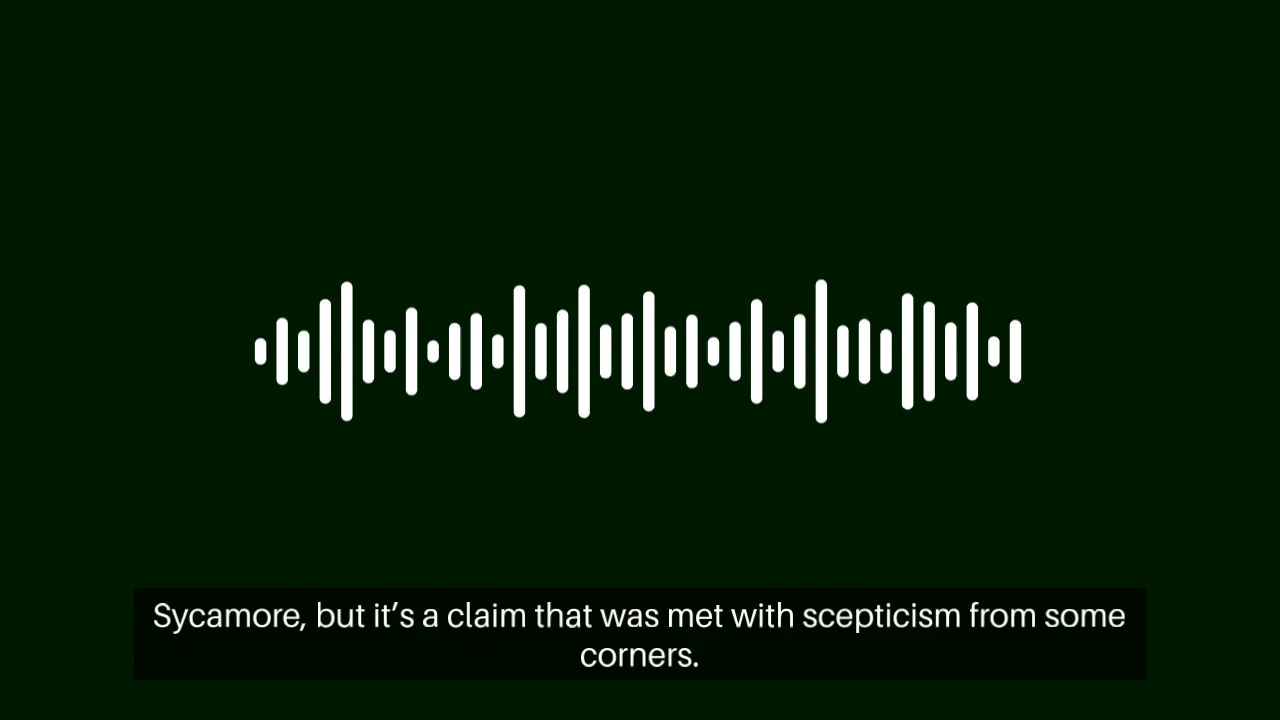 Sycamore, but it’s a claim that was met with scepticism from some
corners.